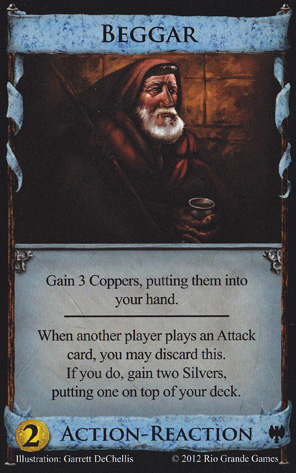 BEGGAR
Gain 3 Coppers, putting them into
your hand.
When another player plays an Attack
card, you may discard this.
If you do, gain two Silvers,
putting one on top of your deck.
2 ACTION-REACTION
Illustration: Garrett DeChellis © 2012 Rio Grande Games